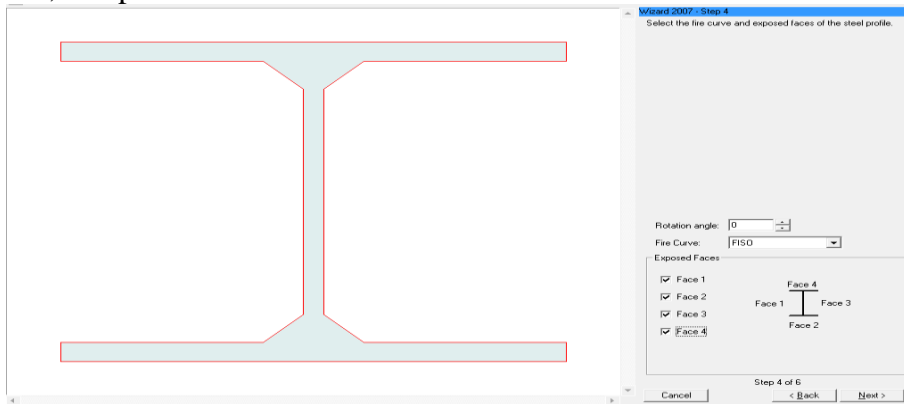 Wizard 2007 - Step 4
Select the fire curve and exposed faces of the steel profile.
Rotation angle: 0
Fire Curve: FISO
Exposed Faces
Face 1
Face 2
Face 3
Face 4
Face 4
Face 1 Face 3
Face 2
Step 4 of 6
Cancel < Back Next >